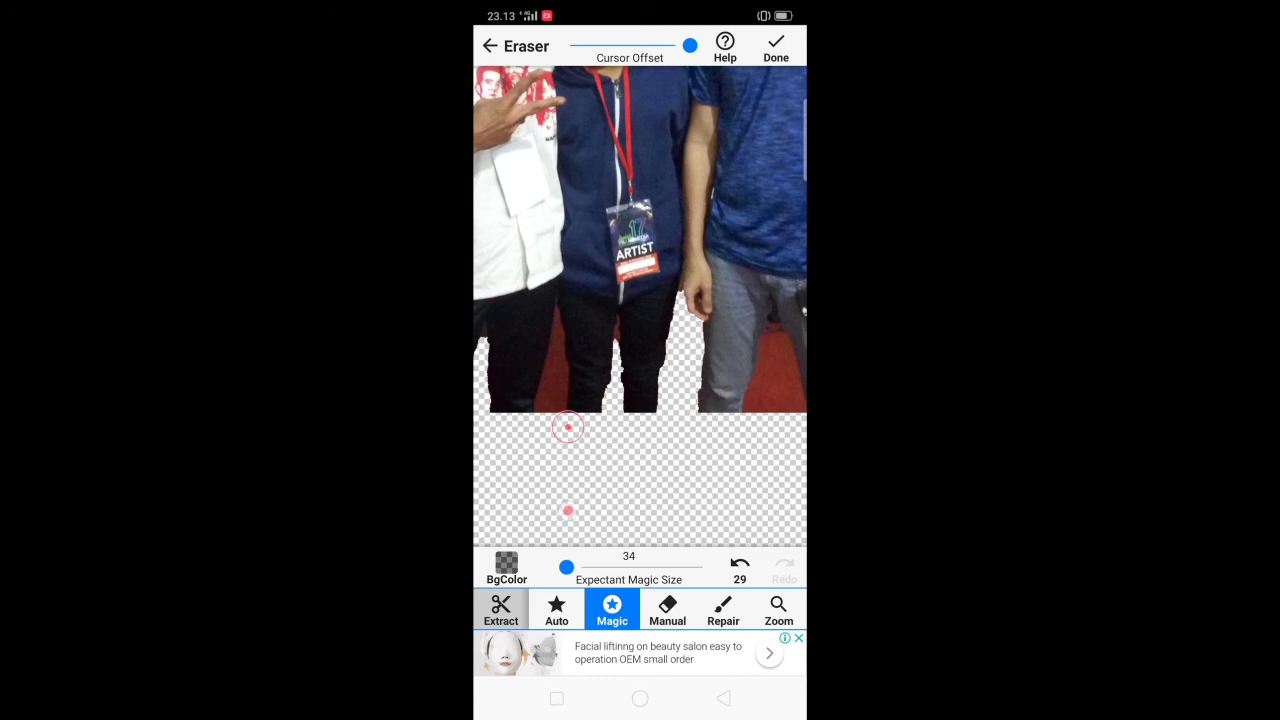 23.13
Eraser
Cursor Offset
Help
Done
17
ARTIST
BgColor
34
Expectant Magic Size
29
Redo
Extract
Auto
Magic
Manual
Repair
Zoom
Facial liftinng on beauty salon easy to
operation OEM small order